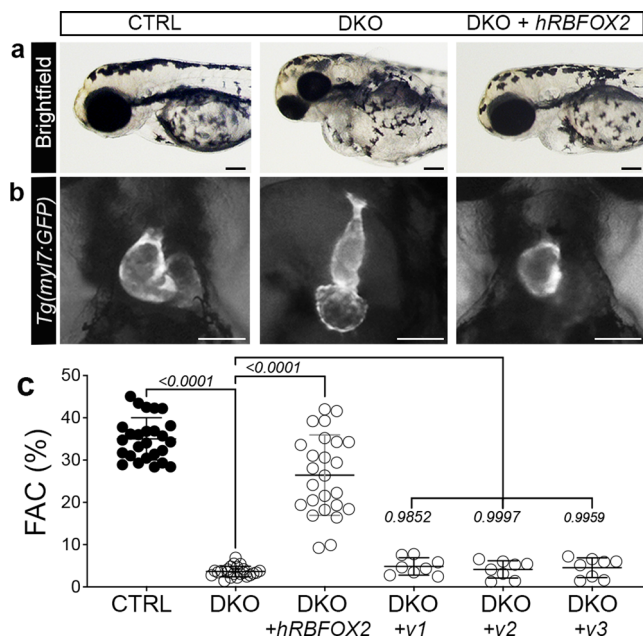 CTRL DKO DKO + hRBFOX2
a Brightfield
b Tg(myl7:GFP)
c
FAC (%)
50
40
30
20
10
0
<0.0001 <0.0001
0.9852 0.9997 0.9959
CTRL DKO DKO DKO DKO DKO
+hRBFOX2 +v1 +v2 +v3